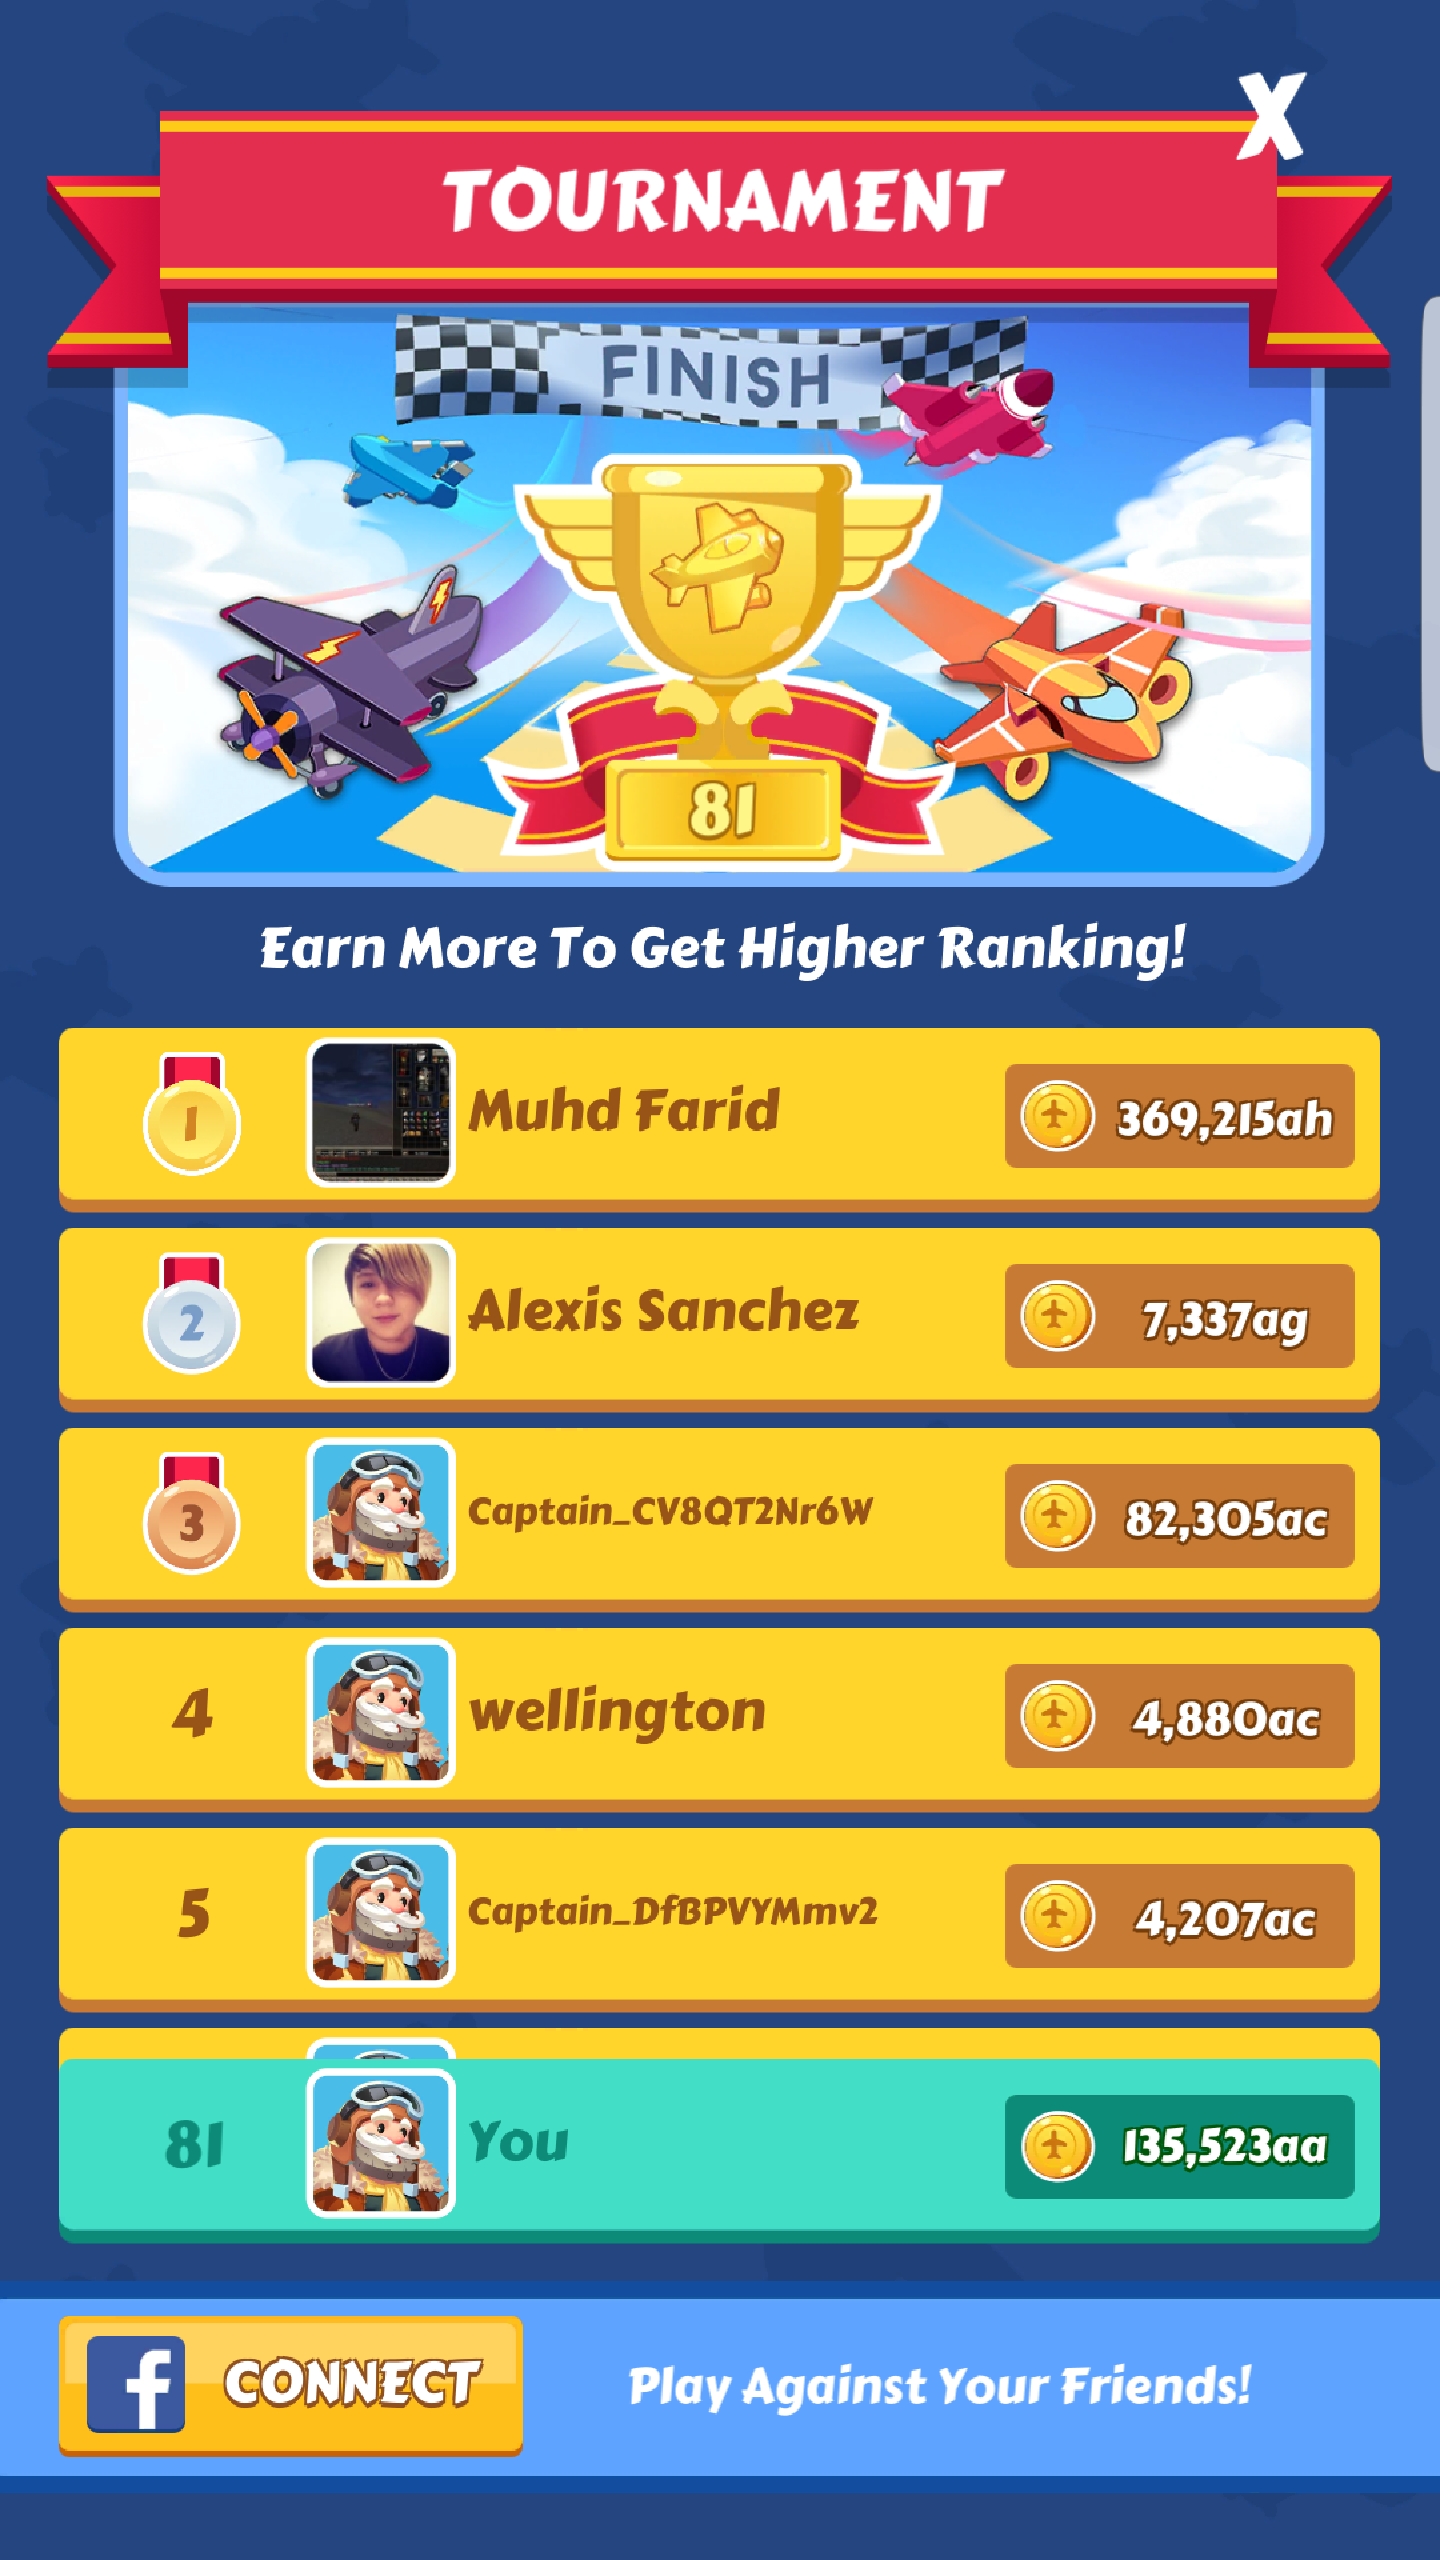 X
TOURNAMENT
FINISH
81
Earn More To Get Higher Ranking!
1 Muhd Farid 369,215ah
2 Alexis Sanchez 7,337ag
3 Captain_CV8QT2Nr6W 82,305ac
4 wellington 4,880ac
5 Captain_DfBPVYMmv2 4,207ac
81 You 135,523aa
f CONNECT Play Against Your Friends!